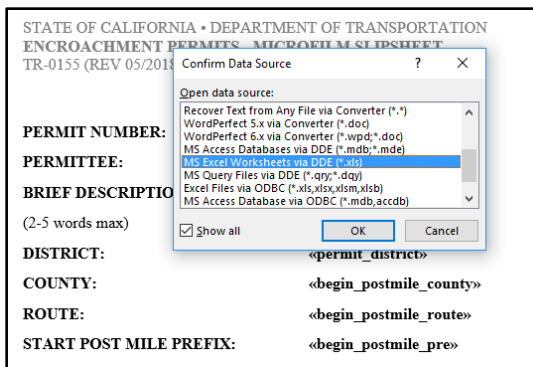 STATE OF CALIFORNIA • DEPARTMENT OF TRANSPORTATION
ENCROACHMENT PERMITS MICROFILM SLIPSHEET
TR-0155 (REV 05/2018
Confirm Data Source ? ×
Open data source:
Recover Text from Any File via Converter (*.*)
WordPerfect 5.x via Converter (*.doc)
WordPerfect 6.x via Converter (*.wpd;*.doc)
MS Access Databases via DDE (*.mdb;*.mde)
MS Excel Worksheets via DDE (*.xls)
MS Query Files via DDE (*.qry;*.dqy)
Excel Files via ODBC (*.xls,xlsx,xlsm,xlsb)
MS Access Database via ODBC (*.mdb,accdb)
Show all
OK
Cancel
PERMIT NUMBER:
PERMITTEE:
BRIEF DESCRIPTIO
(2-5 words max)
DISTRICT: «permit_district»
COUNTY: «begin_postmile_county»
ROUTE: «begin_postmile_route»
START POST MILE PREFIX: «begin_postmile_pre»